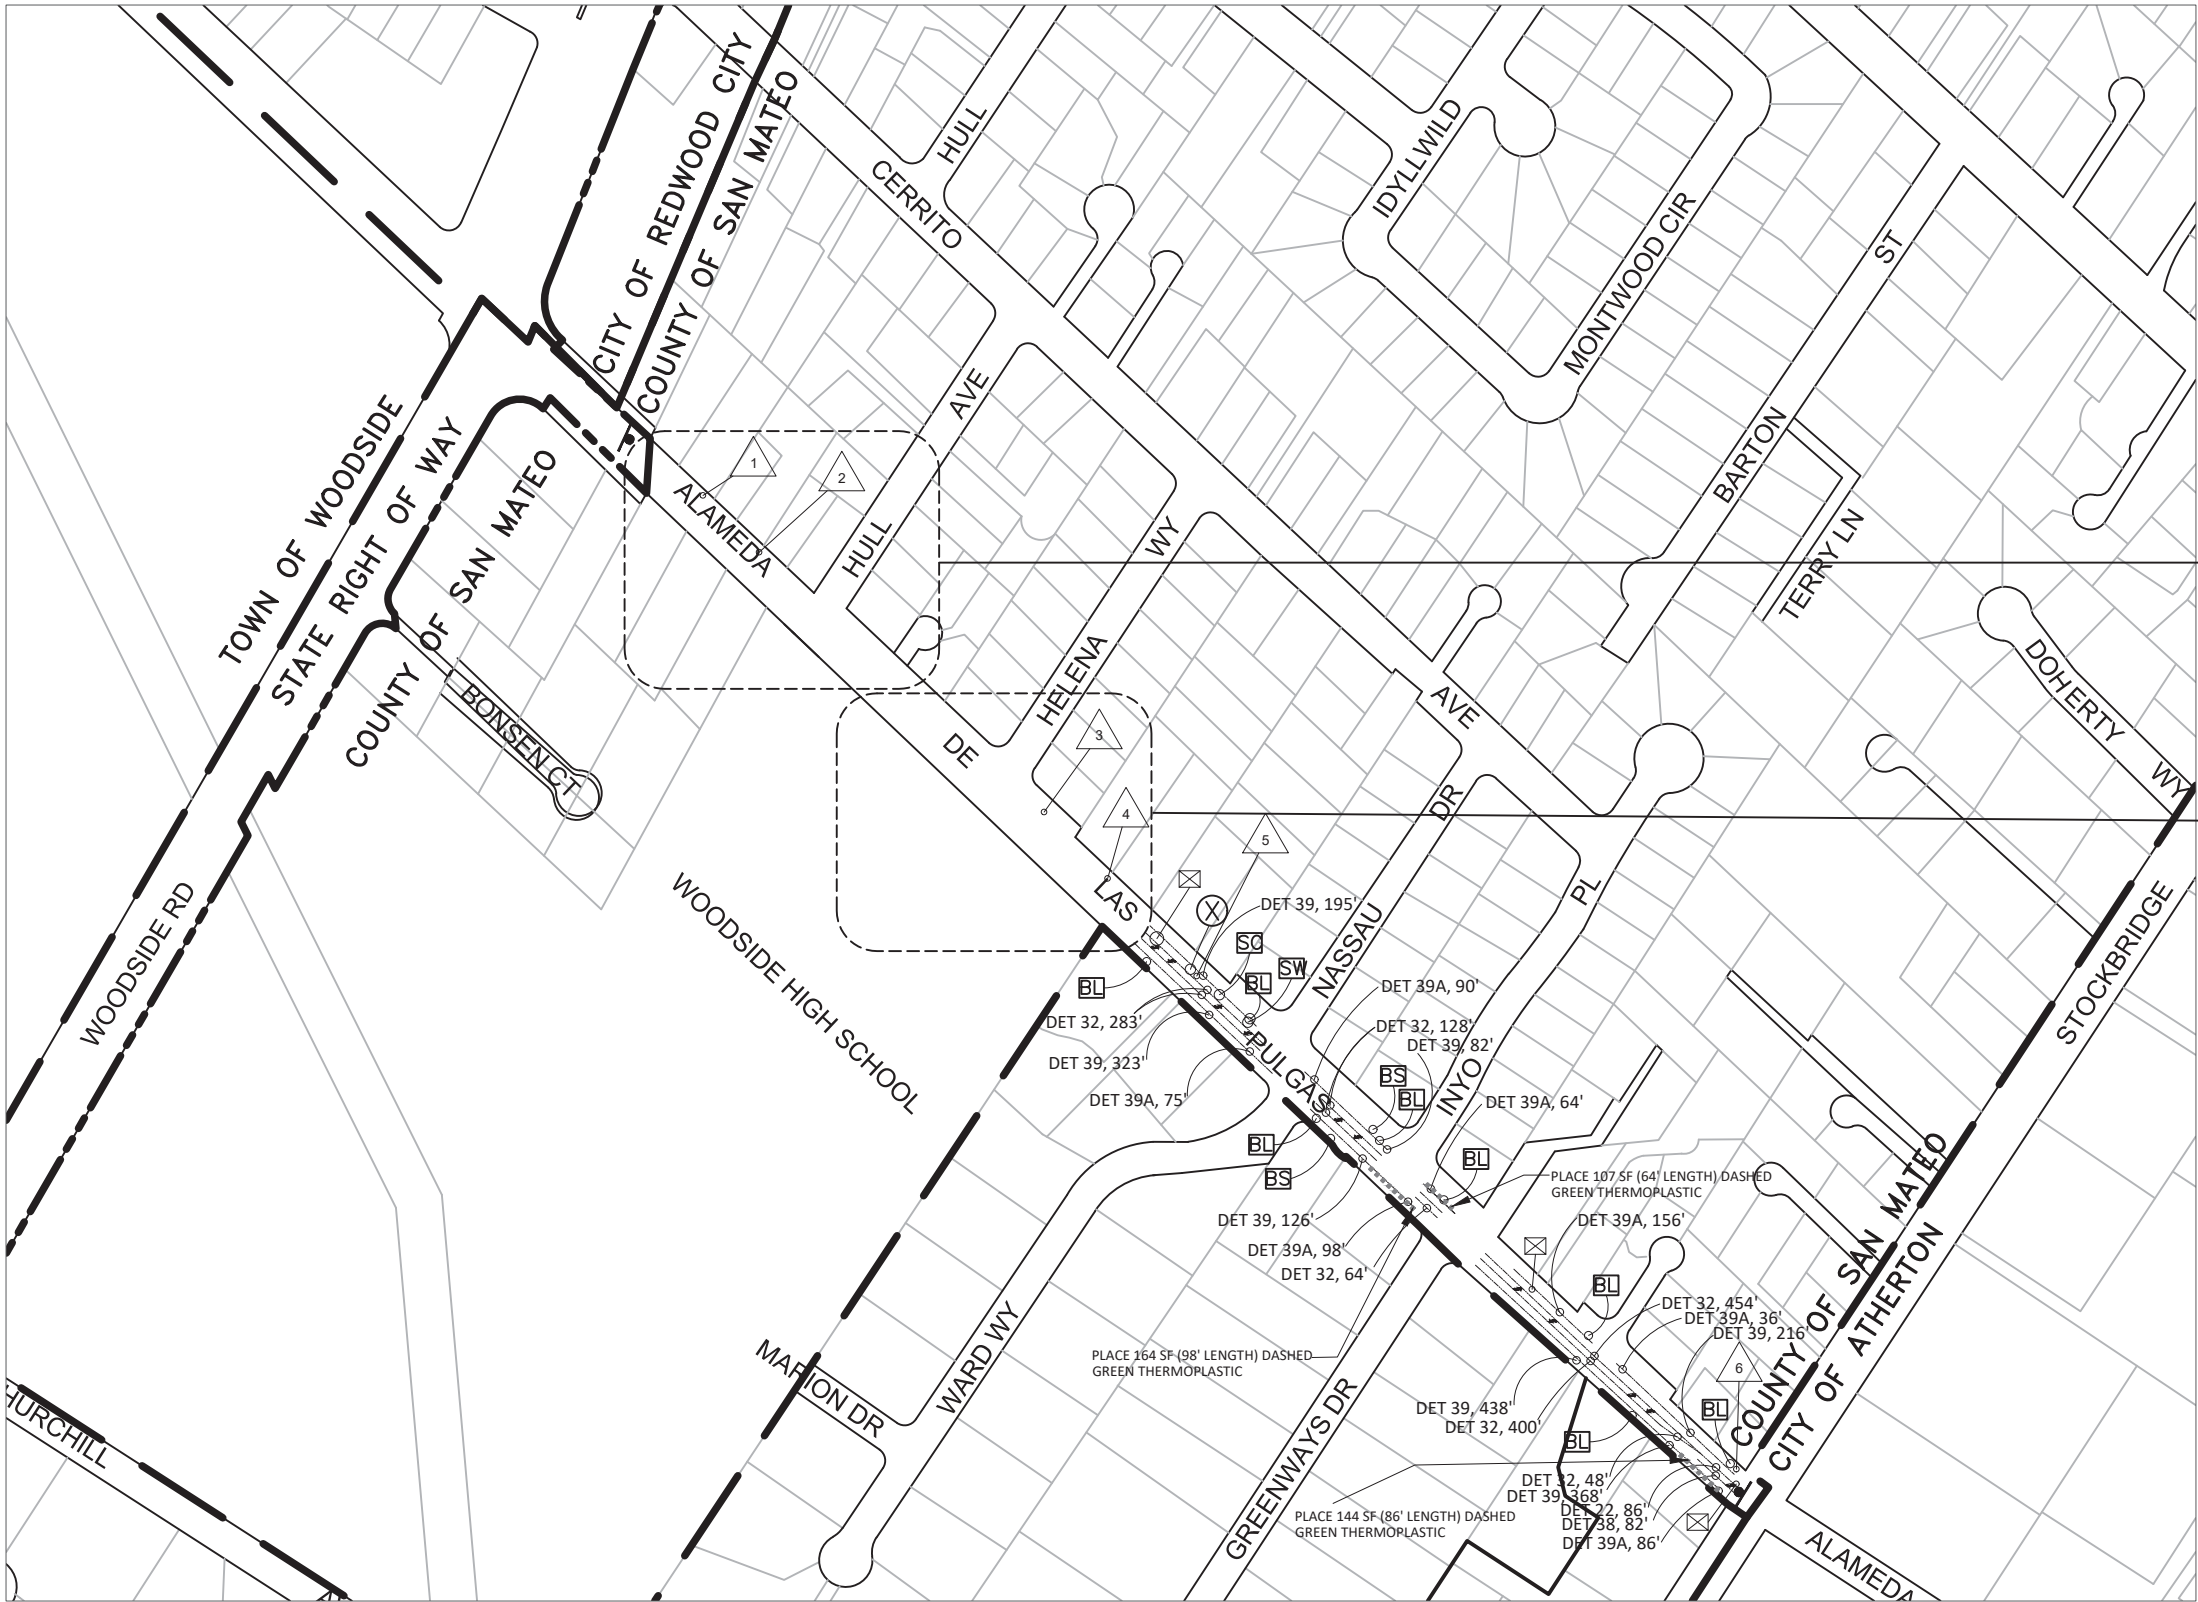 CITY OF REDWOOD CITY
COUNTY OF SAN MATEO
HULL
CERRITO
IDYLLWILD
MONTWOOD CIR
ST
BARTON
TERRY LN
AVE
HULL
1
2
ALAMEDA
TOWN OF WOODSIDE
STATE RIGHT OF WAY
COUNTY OF SAN MATEO
BONSEN CT
WY
HELENA
DE
AVE
DOHERTY
WY
3
4
5
DR
NASSAU
PL
INYO
STOCKBRIDGE
WOODSIDE RD
WOODSIDE HIGH SCHOOL
LAS
X
DET 39, 195'
SC
SW
BL
BL
DET 32, 283'
DET 39, 323'
DET 39A, 75'
PULGAS
DET 39A, 90'
DET 32, 128'
DET 39, 82'
BS
BL
DET 39A, 64'
BL
BS
BL
PLACE 107 SF (64' LENGTH) DASHED
GREEN THERMOPLASTIC
DET 39, 126'
DET 39A, 98'
DET 32, 64'
DET 39A, 156'
BL
DET 32, 454'
DET 39A, 36'
DET 39, 216'
6
PLACE 164 SF (98' LENGTH) DASHED
GREEN THERMOPLASTIC
COUNTY OF SAN MATEO
CITY OF ATHERTON
WARD WY
MARION DR
GREENWAYS DR
DET 39, 438'
DET 32, 400'
BL
BL
DET 32, 48'
DET 39, 368'
DET 22, 86'
DET 38, 82'
DET 39A, 86'
PLACE 144 SF (86' LENGTH) DASHED
GREEN THERMOPLASTIC
HURCHILL
ALAMEDA